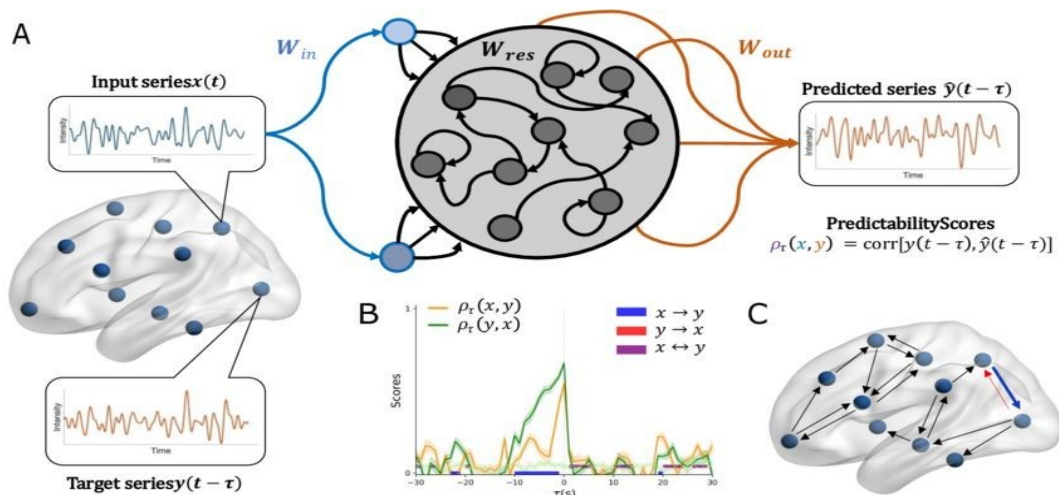 A
W_in
W_res
W_out
Input series x(t)
Intensity
Time
Predicted series ŷ(t − τ)
Intensity
Time
PredictabilityScores
ρ_τ(x, y) = corr[y(t − τ), ŷ(t − τ)]
Intensity
Time
Target series y(t − τ)
B
ρ_τ(x, y)
ρ_τ(y, x)
x → y
y → x
x ↔ y
Scores
1
0
-30 -20 -10 0 10 20 30
τ(s)
C